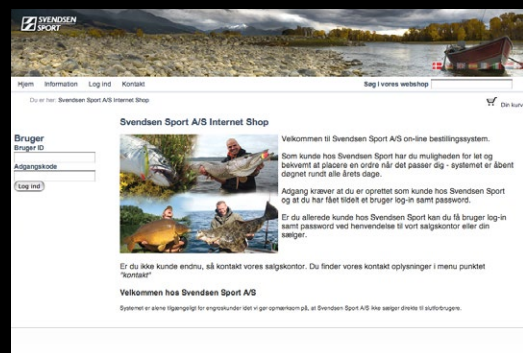 SVENDSEN
SPORT
Hjem Information Log ind Kontakt
Søg i vores webshop
Du er her: Svendsen Sport A/S Internet Shop
Din kurv
Svendsen Sport A/S Internet Shop
Bruger
Bruger ID
Adgangskode
Log ind
Velkommen til Svendsen Sport A/S on-line bestillingssystem.
Som kunde hos Svendsen Sport har du muligheden for let og
bekvemt at placere en ordre når det passer dig - systemet er åbent
døgnet rundt alle årets dage.
Adgang kræver at du er oprettet som kunde hos Svendsen Sport
og at du har fået tildelt et bruger log-in samt password.
Er du allerede kunde hos Svendsen Sport kan du få bruger log-in
samt password ved henvendelse til vort salgskontor eller din
sælger.
Er du ikke kunde endnu, så kontakt vores salgskontor. Du finder vores kontakt oplysninger i menu punktet
"kontakt"
Velkommen hos Svendsen Sport A/S
Systemet er alene tilgængeligt for engroskunder idet vi gør opmærksom på, at Svendsen Sport A/S ikke sælger direkte til slutforbrugere.